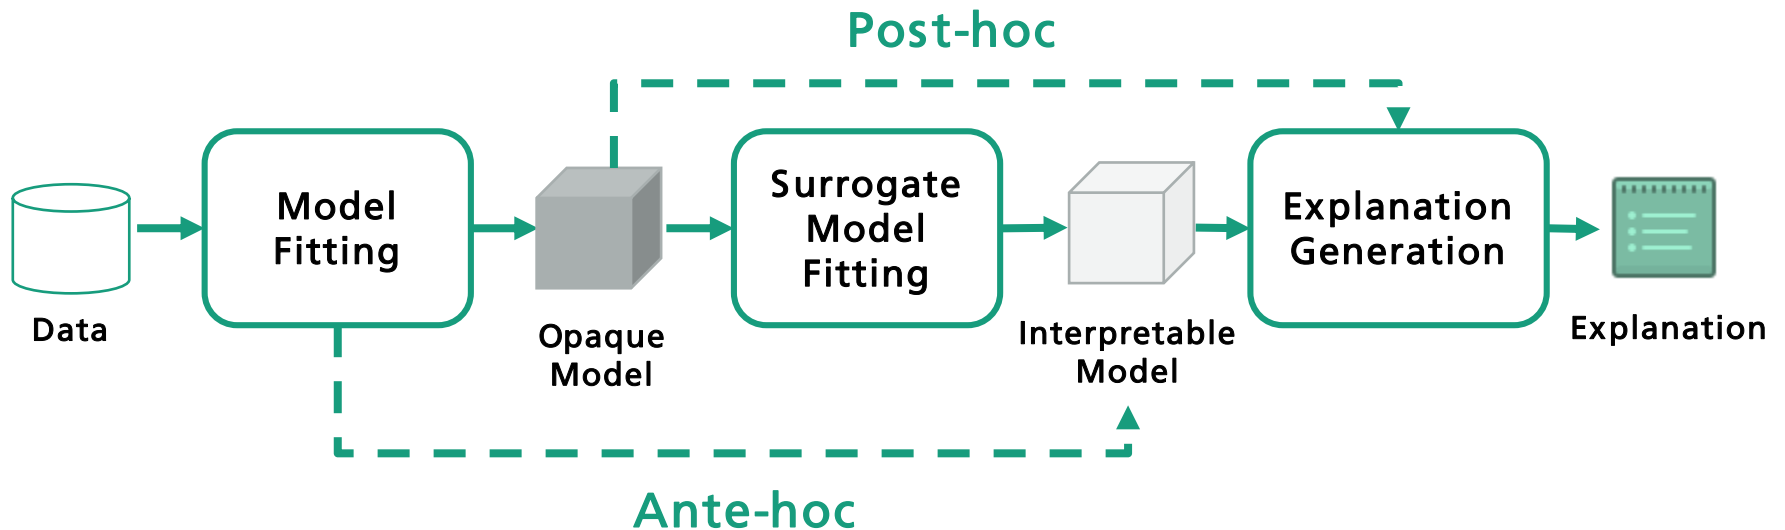 Post-hoc
Model
Fitting
Surrogate
Model
Fitting
Explanation
Generation
Data
Opaque
Model
Interpretable
Model
Explanation
Ante-hoc